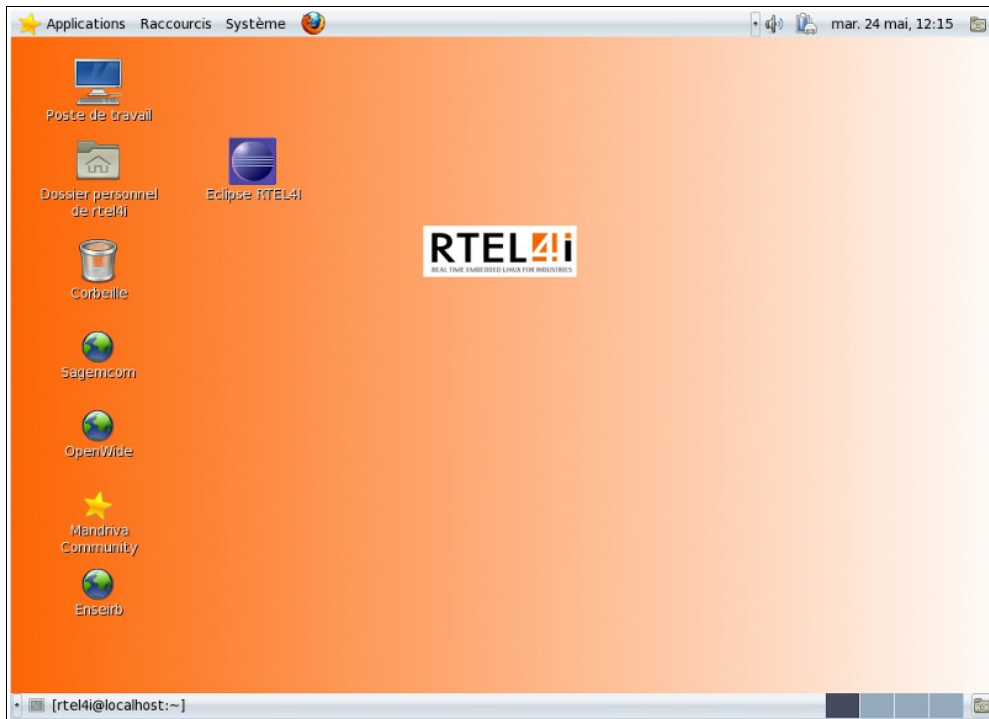 Applications Raccourcis Système
mar. 24 mai, 12:15
Poste de travail
Dossier personnel
de rtel4i
Eclipse RTEL4I
RTEL4!i
REAL TIME EMBEDDED LINUX FOR INDUSTRIES
Corbeille
Sagemcom
OpenWide
Mandriva
Community
Enseirb
[rtel4i@localhost:~]